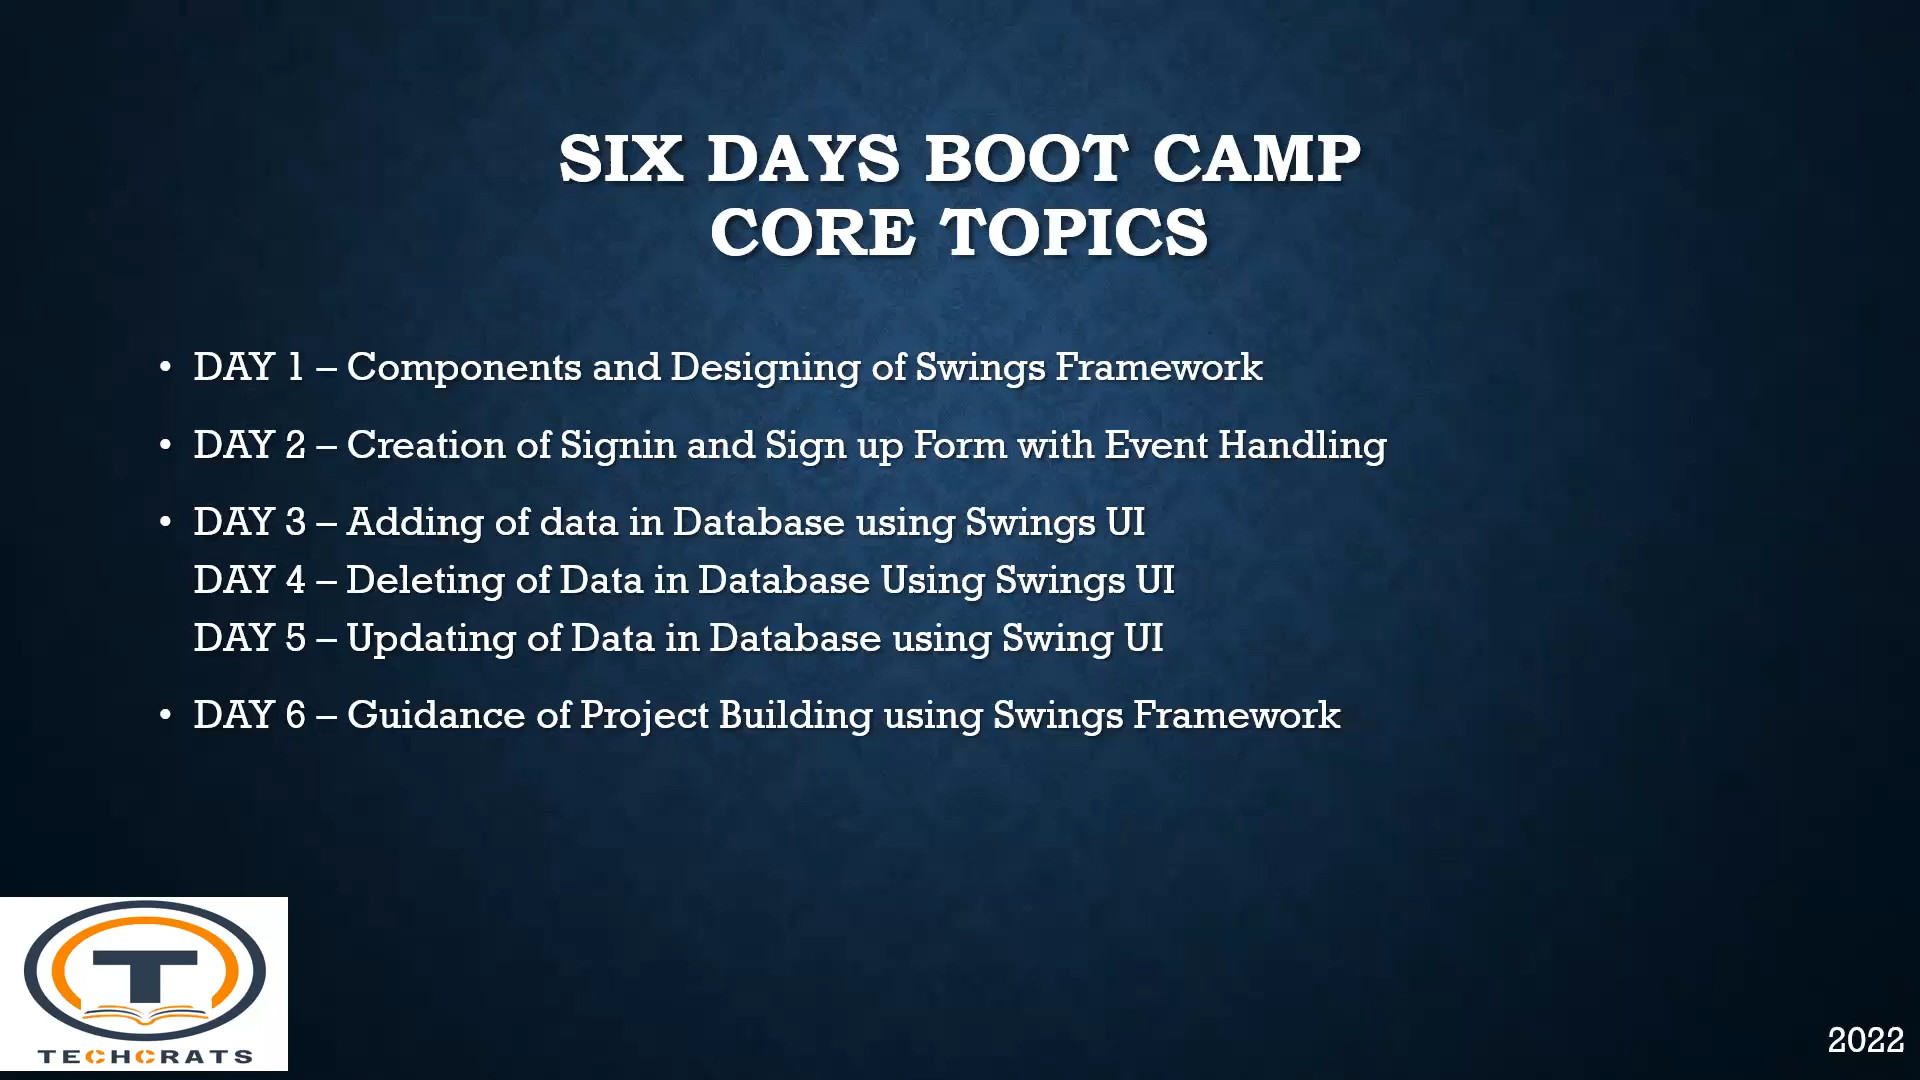 SIX DAYS BOOT CAMP
CORE TOPICS
• DAY 1 – Components and Designing of Swings Framework
• DAY 2 – Creation of Signin and Sign up Form with Event Handling
• DAY 3 – Adding of data in Database using Swings UI
DAY 4 – Deleting of Data in Database Using Swings UI
DAY 5 – Updating of Data in Database using Swing UI
• DAY 6 – Guidance of Project Building using Swings Framework
T
TECHCRATS
2022